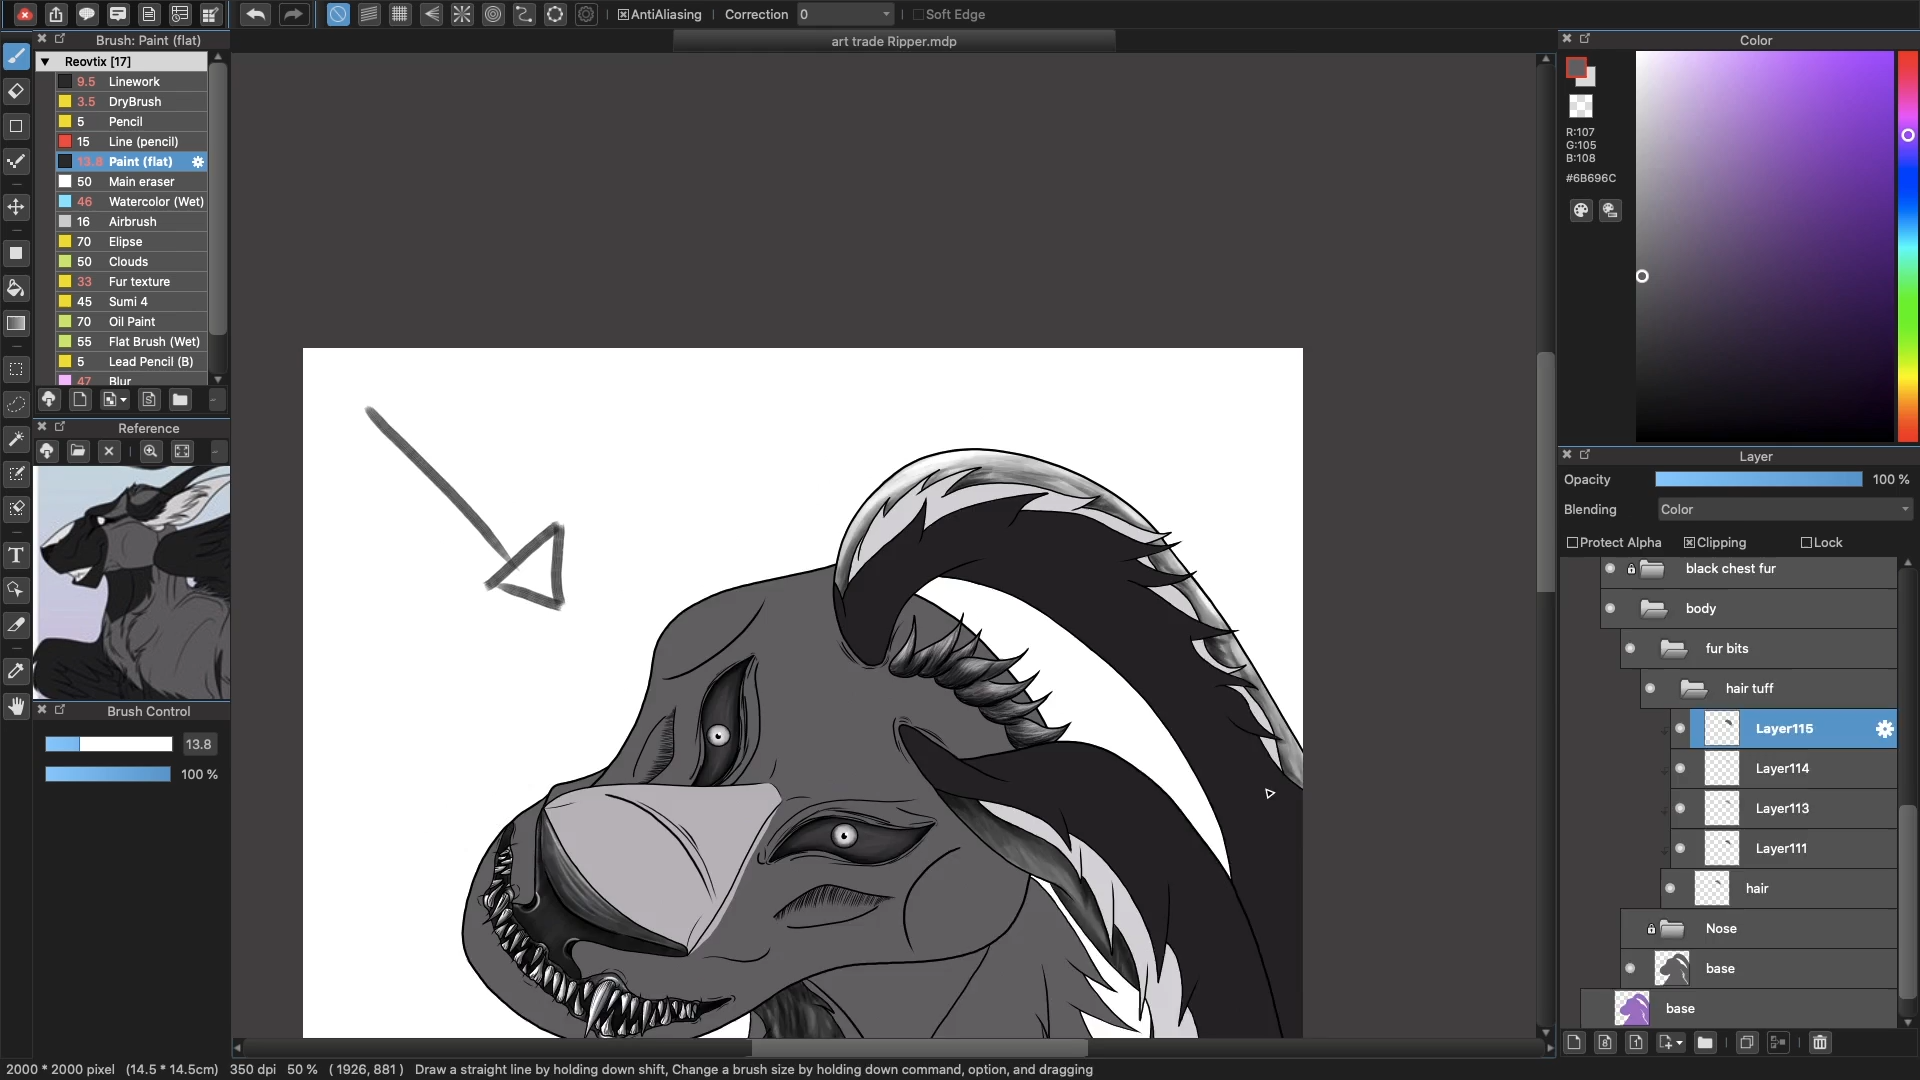 AntiAliasing Correction 0 Soft Edge
Brush: Paint (flat)
art trade Ripper.mdp
Color
Reovtix [17]
9.5 Linework
3.5 DryBrush
5 Pencil
15 Line (pencil)
13.8 Paint (flat)
50 Main eraser
46 Watercolor (Wet)
16 Airbrush
70 Elipse
50 Clouds
33 Fur texture
45 Sumi 4
70 Oil Paint
55 Flat Brush (Wet)
5 Lead Pencil (B)
47 Blur
R:107
G:105
B:108
#6B696C
Reference
Brush Control
13.8
100 %
Layer
Opacity 100 %
Blending Color
Protect Alpha Clipping Lock
black chest fur
body
fur bits
hair tuff
Layer115
Layer114
Layer113
Layer111
hair
Nose
base
base
2000 * 2000 pixel (14.5 * 14.5cm) 350 dpi 50 % ( 1926, 881 ) Draw a straight line by holding down shift, Change a brush size by holding down command, option, and dragging